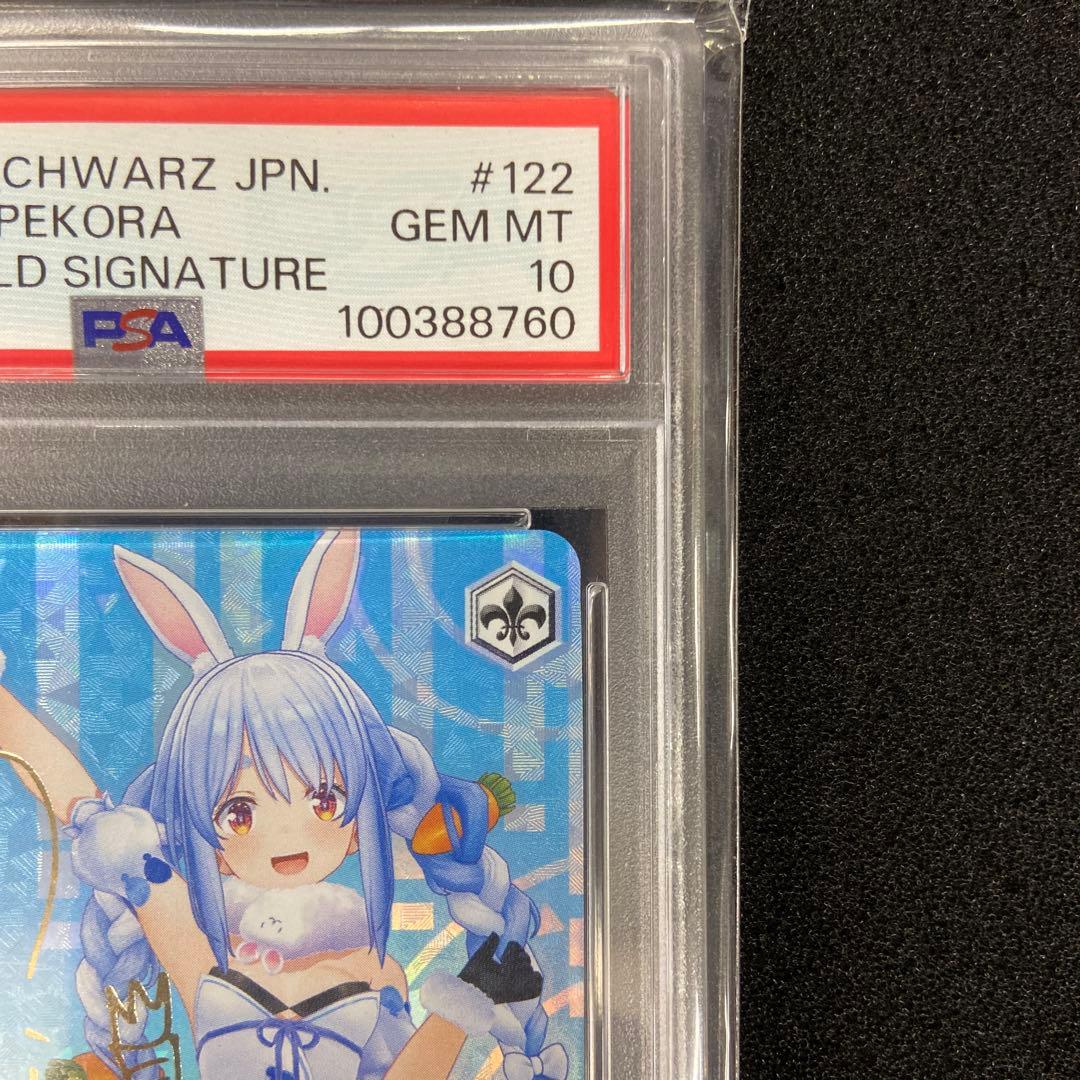 CHWARZ JPN. #122
PEKORA GEM MT
LD SIGNATURE 10
PSA 100388760